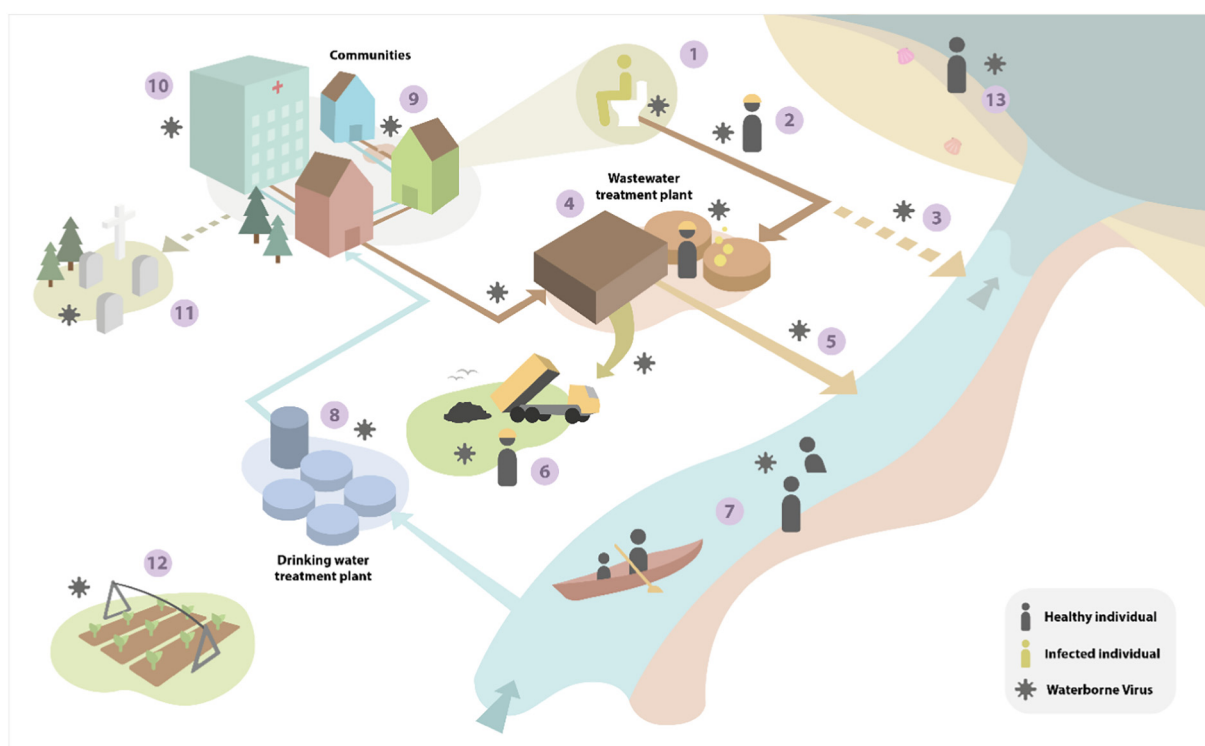 Communities
1
10
9
2
13
Wastewater
treatment plant
4
3
11
5
8
6
7
Drinking water
treatment plant
12
Healthy individual
Infected individual
Waterborne Virus